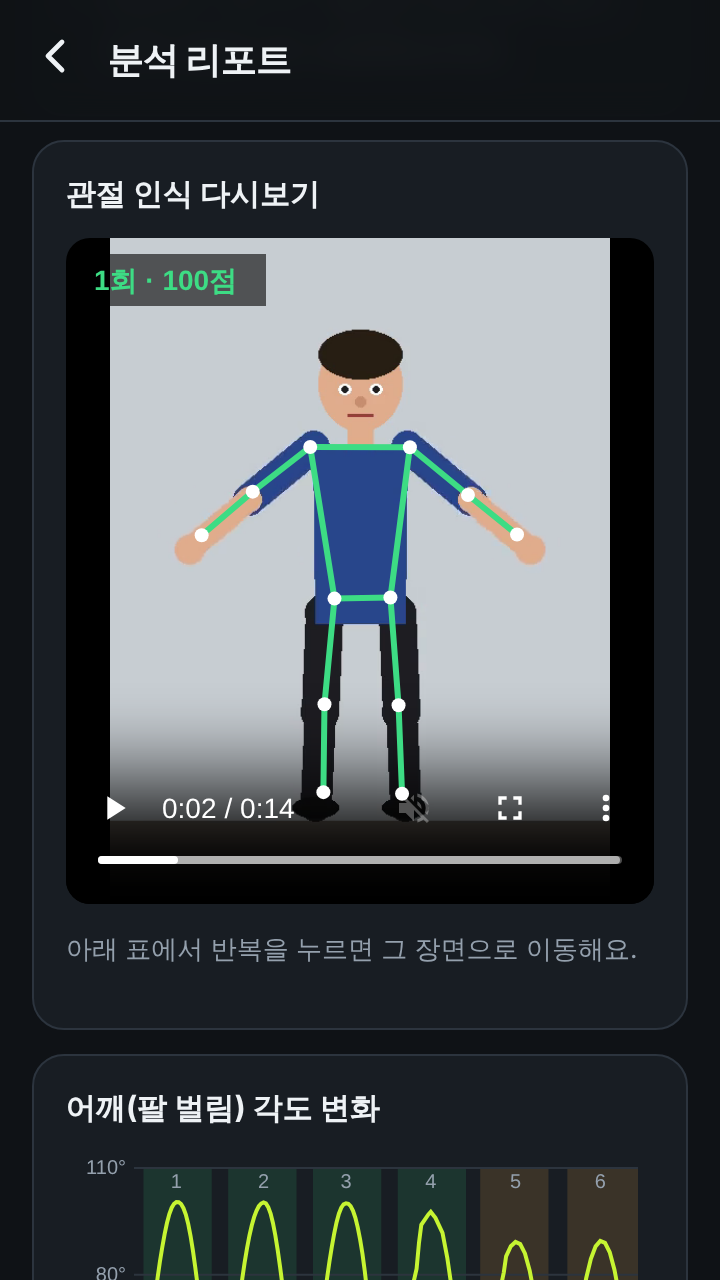 분석 리포트
관절 인식 다시보기
1회 · 100점
0:02 / 0:14
아래 표에서 반복을 누르면 그 장면으로 이동해요.
어깨(팔 벌림) 각도 변화
110°
1 2 3 4 5 6
80°